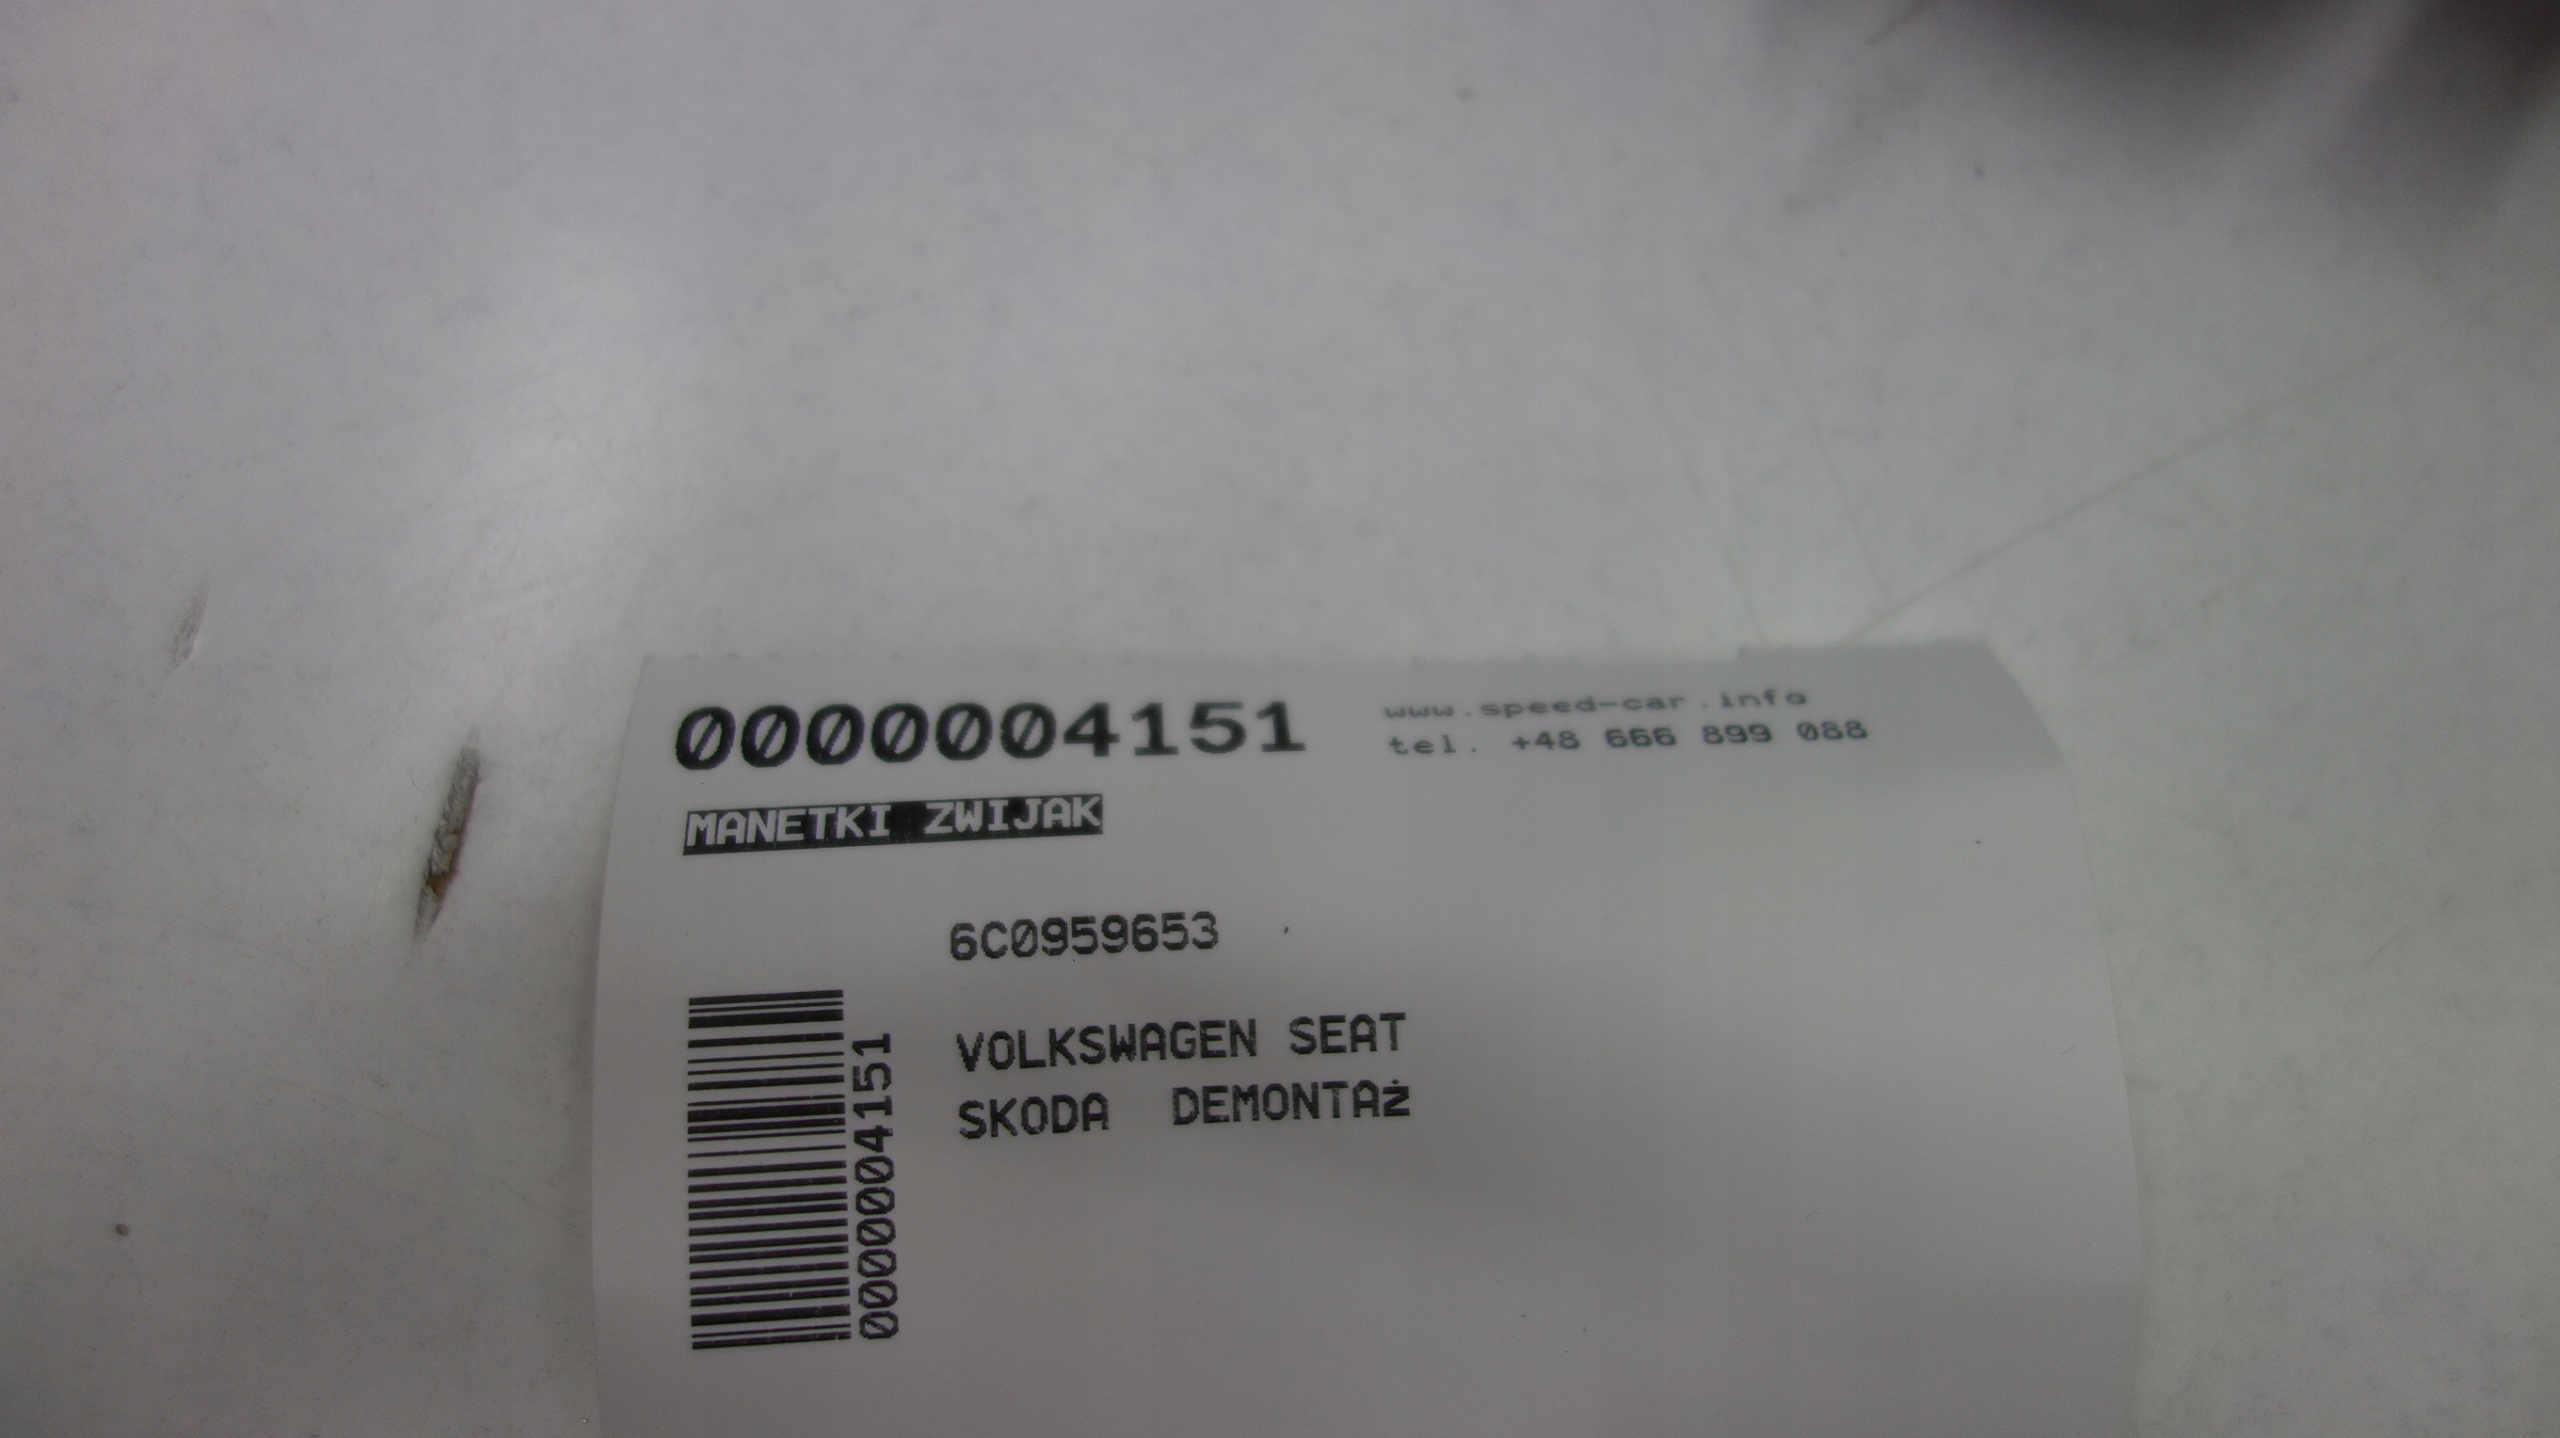 0000004151
www.speed-car.info
tel. +48 666 899 088
MANETKI ZWIJAK
6C0959653
VOLKSWAGEN SEAT
SKODA DEMONTAż
0000004151